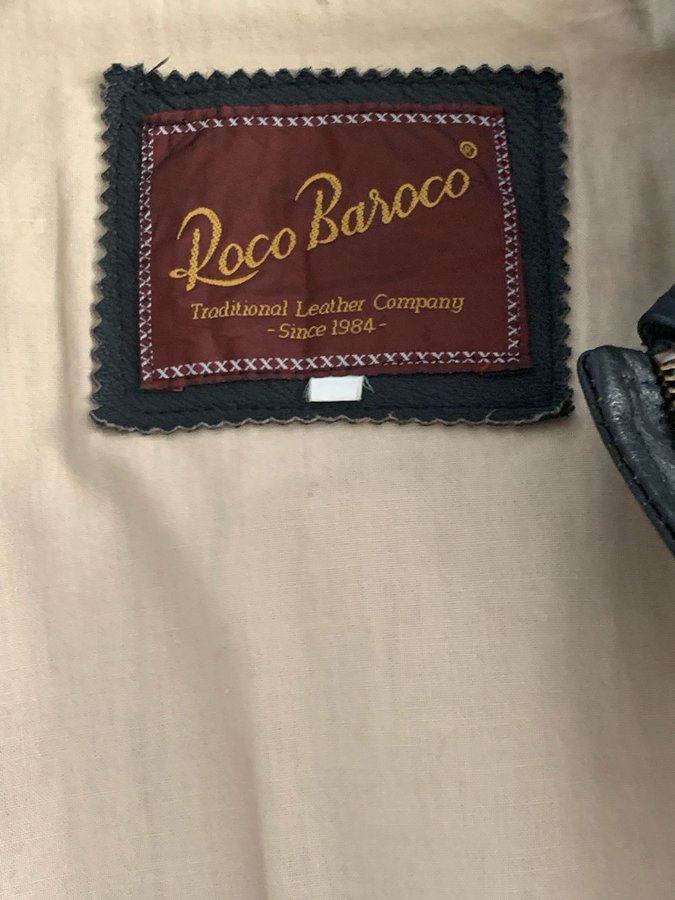 Roco Baroco®
Traditional Leather Company
- Since 1984 -